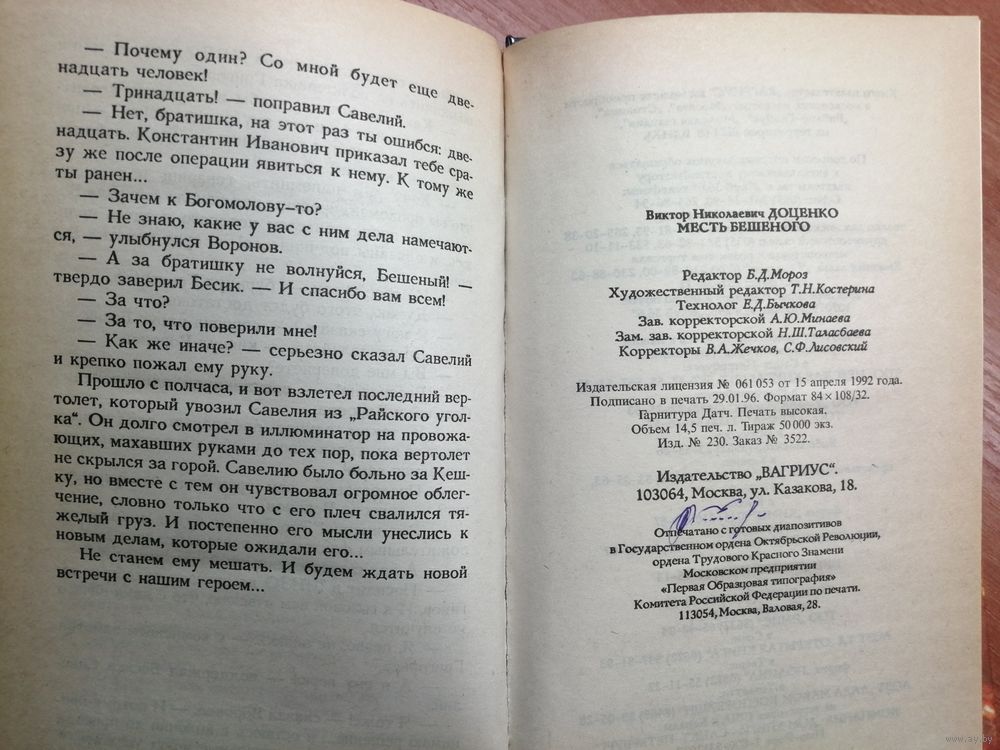 — Почему один? Со мной будет еще две-
надцать человек!
— Тринадцать! — поправил Савелий.
— Нет, братишка, на этот раз ты ошибся: две-
надцать. Константин Иванович приказал тебе сра-
зу же после операции явиться к нему. К тому же
ты ранен...
— Зачем к Богомолову-то?
— Не знаю, какие у вас с ним дела намечают-
ся, — улыбнулся Воронов.
— А за братишку не волнуйся, Бешеный! —
твердо заверил Бесик. — И спасибо вам всем!
— За что?
— За то, что поверили мне!
— Как же иначе? — серьезно сказал Савелий
и крепко пожал ему руку.
Прошло с полчаса, и вот взлетел последний вер-
толет, который увозил Савелия из „Райского угол-
ка“. Он долго смотрел в иллюминатор на провожа-
ющих, махавших руками до тех пор, пока вертолет
не скрылся за горой. Савелию было больно за Кеш-
ку, но вместе с тем он чувствовал огромное облег-
чение, словно только что с его плеч свалился тя-
желый груз. И постепенно его мысли унеслись к
новым делам, которые ожидали его...
Не станем ему мешать. И будем ждать новой
встречи с нашим героем...
Виктор Николаевич ДОЦЕНКО
МЕСТЬ БЕШЕНОГО
Редактор Б.Д.Мороз
Художественный редактор Т.Н.Костерина
Технолог Е.Д.Бычкова
Зав. корректорской А.Ю.Минаева
Зам. зав. корректорской Н.Ш.Таласбаева
Корректоры В.А.Жечков, С.Ф.Лисовский
Издательская лицензия № 061053 от 15 апреля 1992 года.
Подписано в печать 29.01.96. Формат 84×108/32.
Гарнитура Датч. Печать высокая.
Объем 14,5 печ. л. Тираж 50000 экз.
Изд. № 230. Заказ № 3522.
Издательство „ВАГРИУС“.
103064, Москва, ул. Казакова, 18.
Отпечатано с готовых диапозитивов
в Государственном ордена Октябрьской Революции,
ордена Трудового Красного Знамени
Московском предприятии
«Первая Образцовая типография»
Комитета Российской Федерации по печати.
113054, Москва, Валовая, 28.
www.ay.by